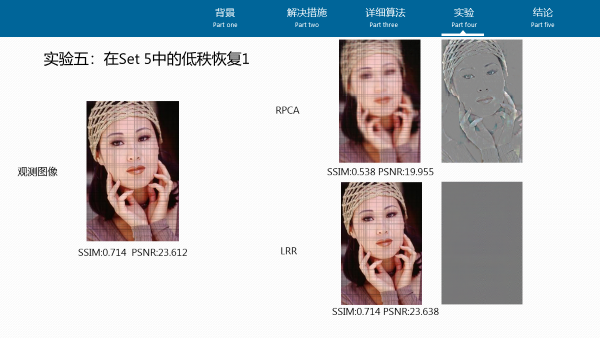 背景
Part one
解决措施
Part two
详细算法
Part three
实验
Part four
结论
Part five
实验五：在Set 5中的低秩恢复1
RPCA
观测图像
SSIM:0.538 PSNR:19.955
SSIM:0.714 PSNR:23.612
LRR
SSIM:0.714 PSNR:23.638